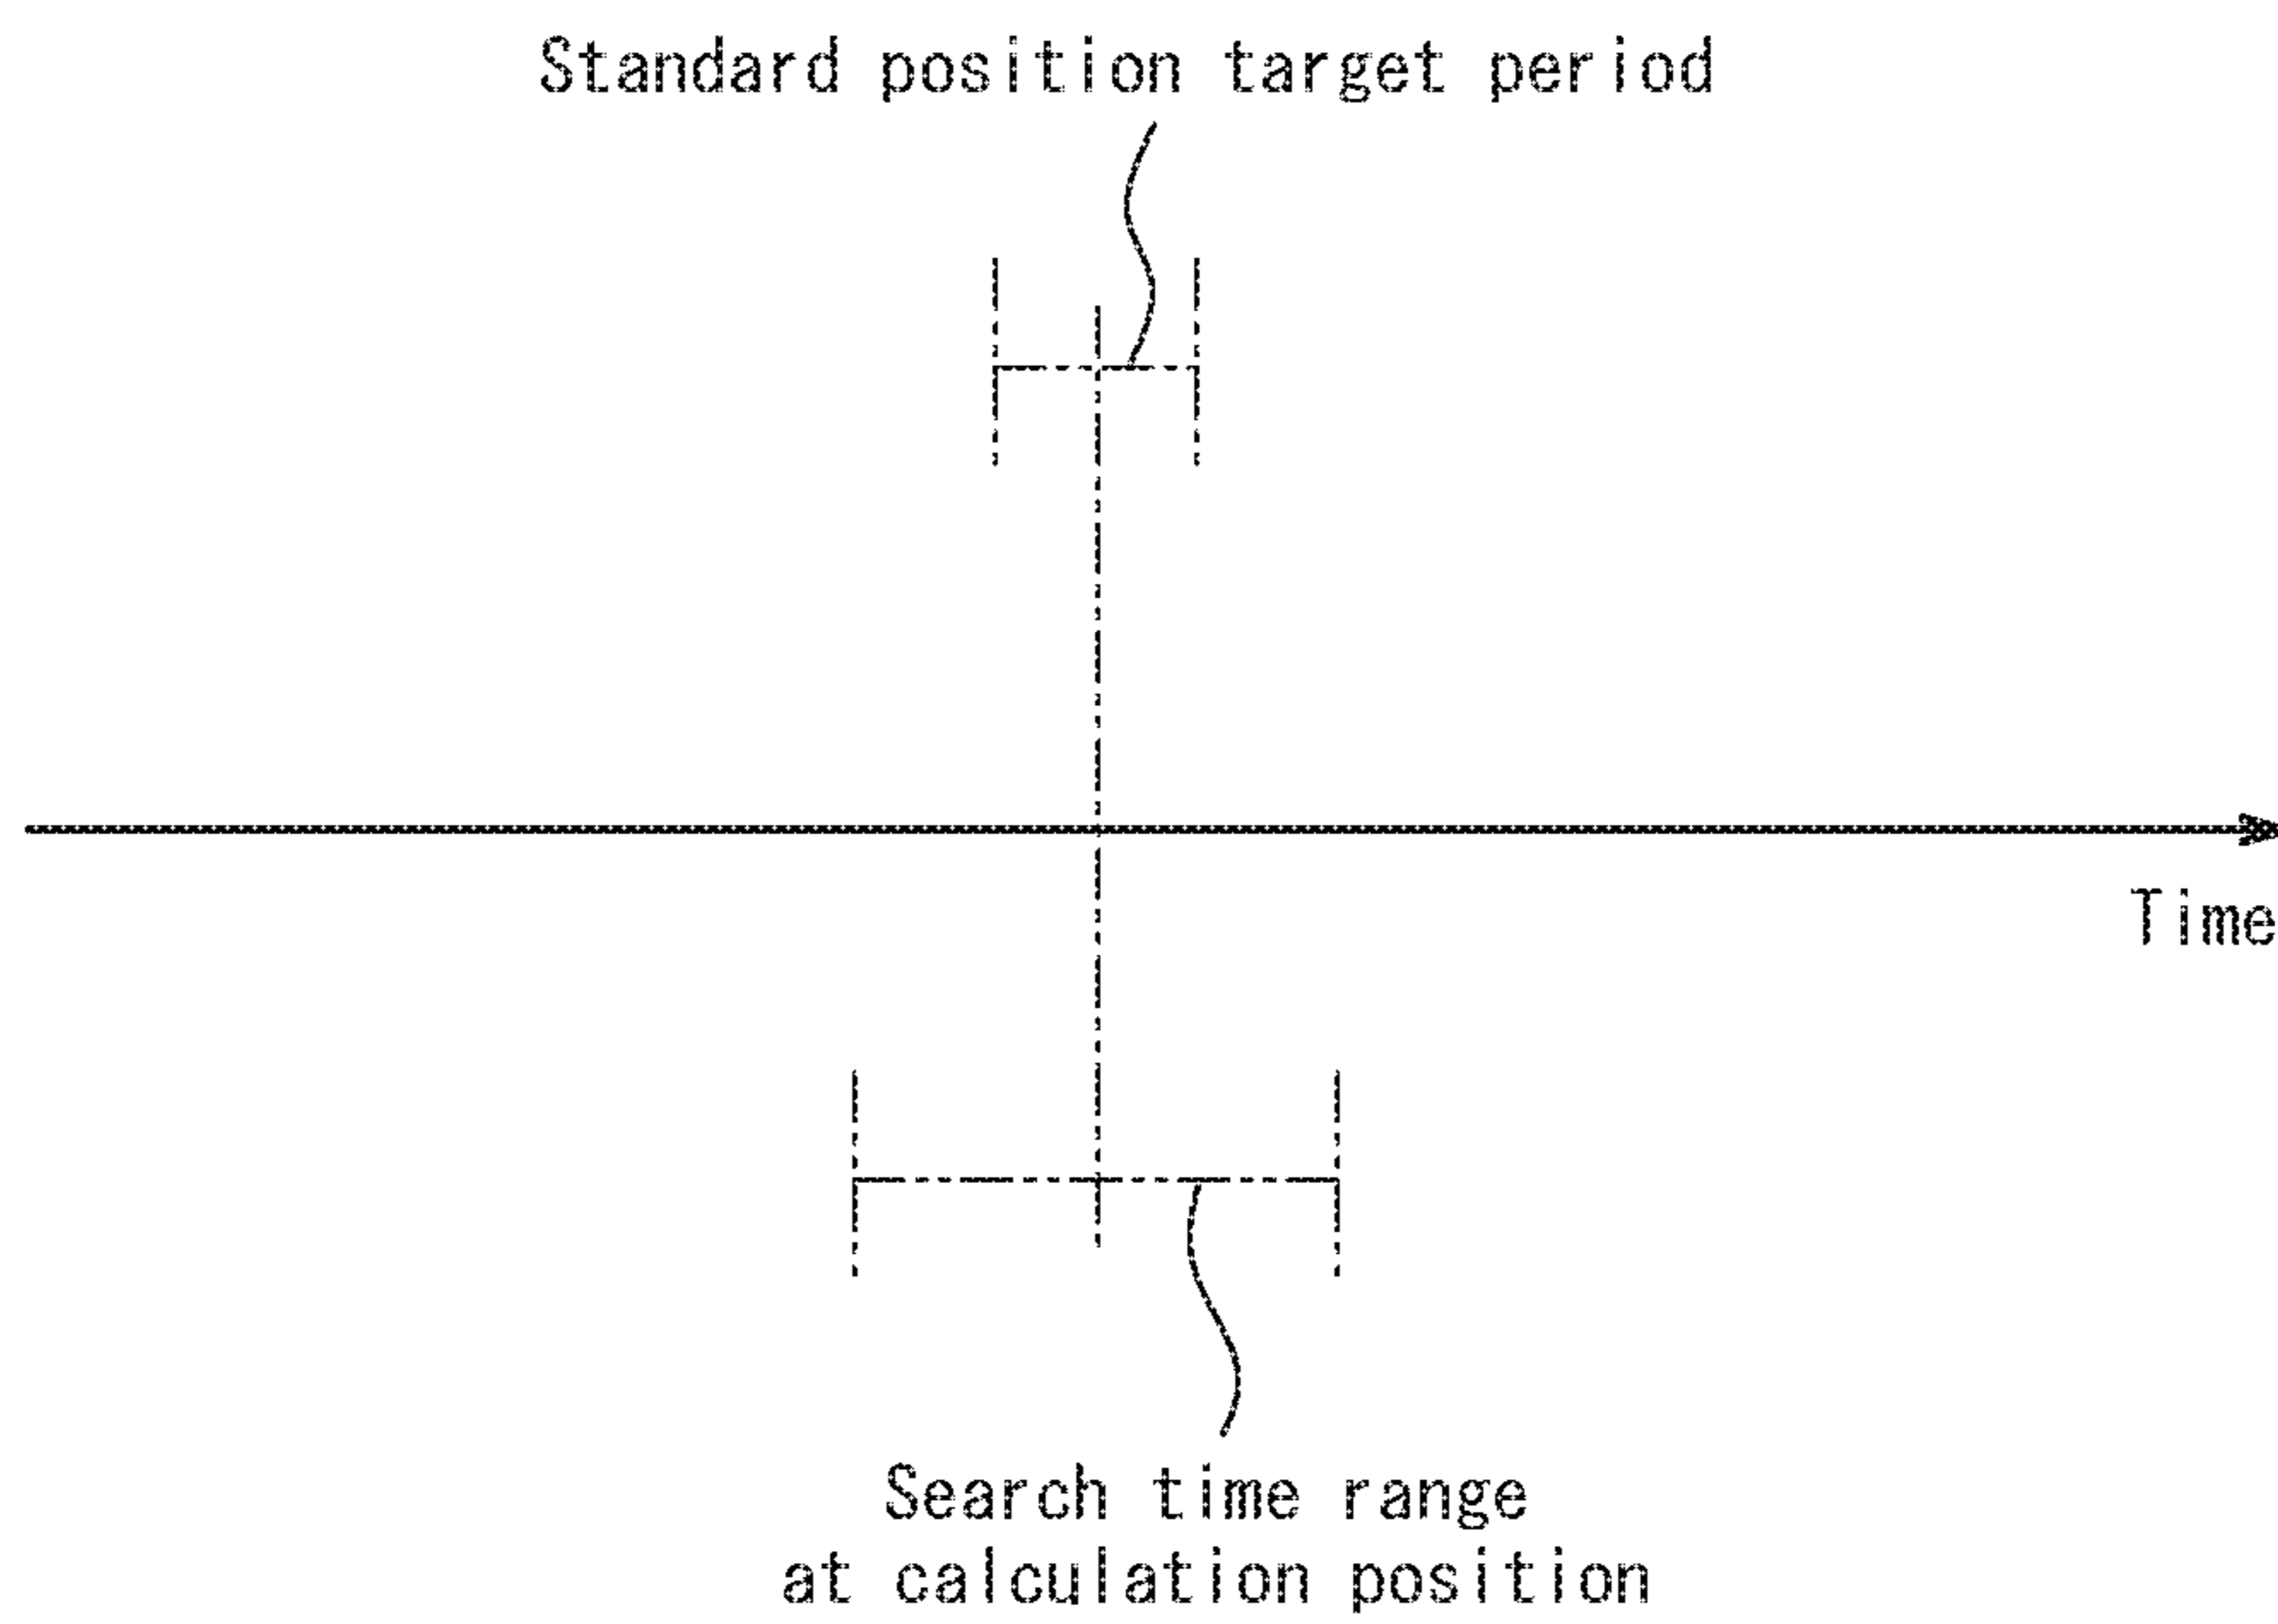 Standard position target period
Time
Search time range
at calculation position